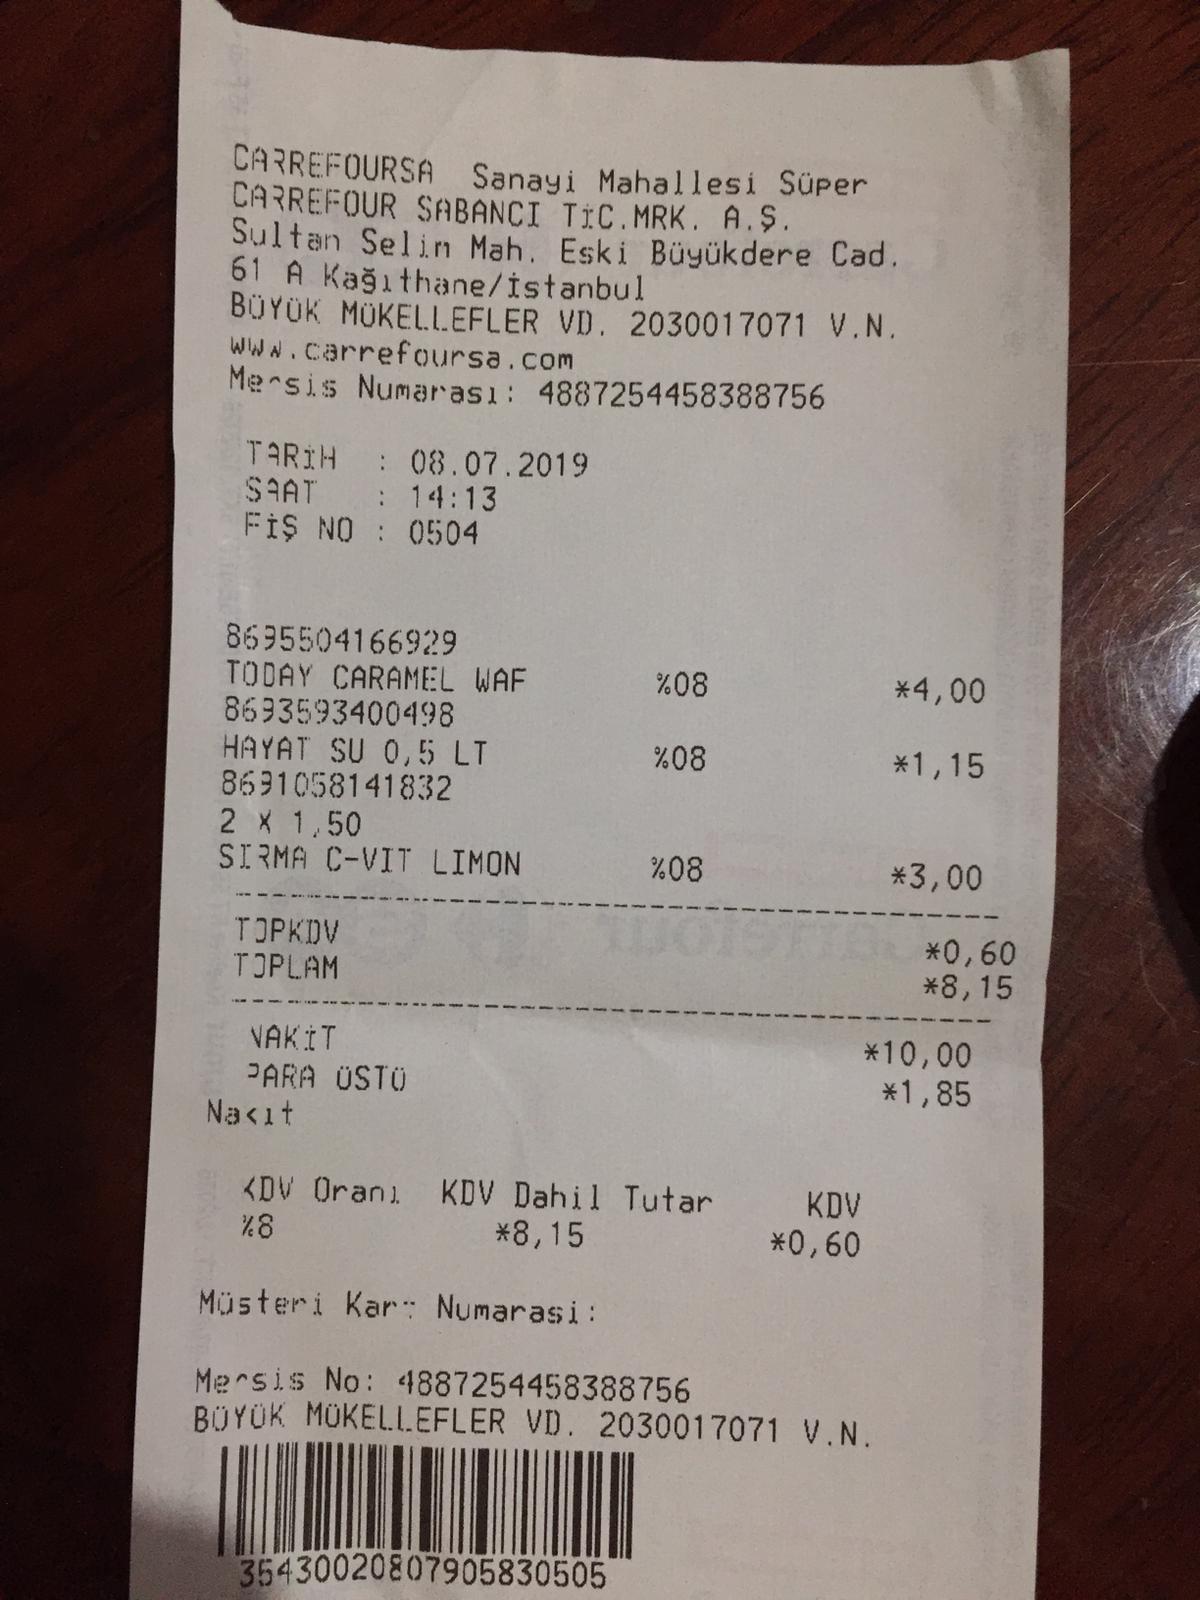 CARREFOURSA Sanayi Mahallesi Süper
CARREFOUR SABANCI TİC.MRK. A.Ş.
Sultan Selim Mah. Eski Büyükdere Cad.
61 A Kağıthane/İstanbul
BÜYÜK MÜKELLEFLER VD. 2030017071 V.N.
www.carrefoursa.com
Mersis Numarası: 4887254458388756
TARİH : 08.07.2019
SAAT : 14:13
FİŞ NO : 0504
8695504166929
TODAY CARAMEL WAF %08 *4,00
8693593400498
HAYAT SU 0,5 LT %08 *1,15
8691058141832
2 X 1,50
SIRMA C-VIT LIMON %08 *3,00
TOPKDV *0,60
TOPLAM *8,15
NAKİT *10,00
PARA ÜSTÜ *1,85
Nakit
KDV Oranı KDV Dahil Tutar KDV
%8 *8,15 *0,60
Müşteri Kart Numarası:
Mersis No: 4887254458388756
BÜYÜK MÜKELLEFLER VD. 2030017071 V.N.
35430020807905830505